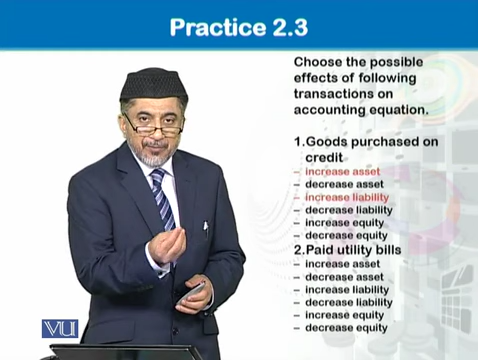 Practice 2.3
Choose the possible
effects of following
transactions on
accounting equation.
1.Goods purchased on
credit
– increase asset
– decrease asset
– increase liability
– decrease liability
– increase equity
– decrease equity
2.Paid utility bills
– increase asset
– decrease asset
– increase liability
– decrease liability
– increase equity
– decrease equity
VU